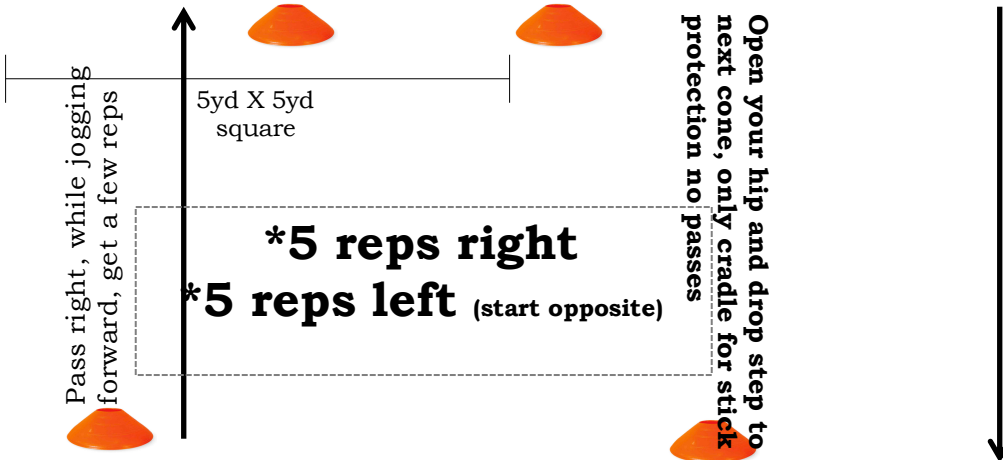 Pass right, while jogging
forward, get a few reps
5yd X 5yd
square
*5 reps right
*5 reps left (start opposite)
Open your hip and drop step to
next cone, only cradle for stick
protection no passes